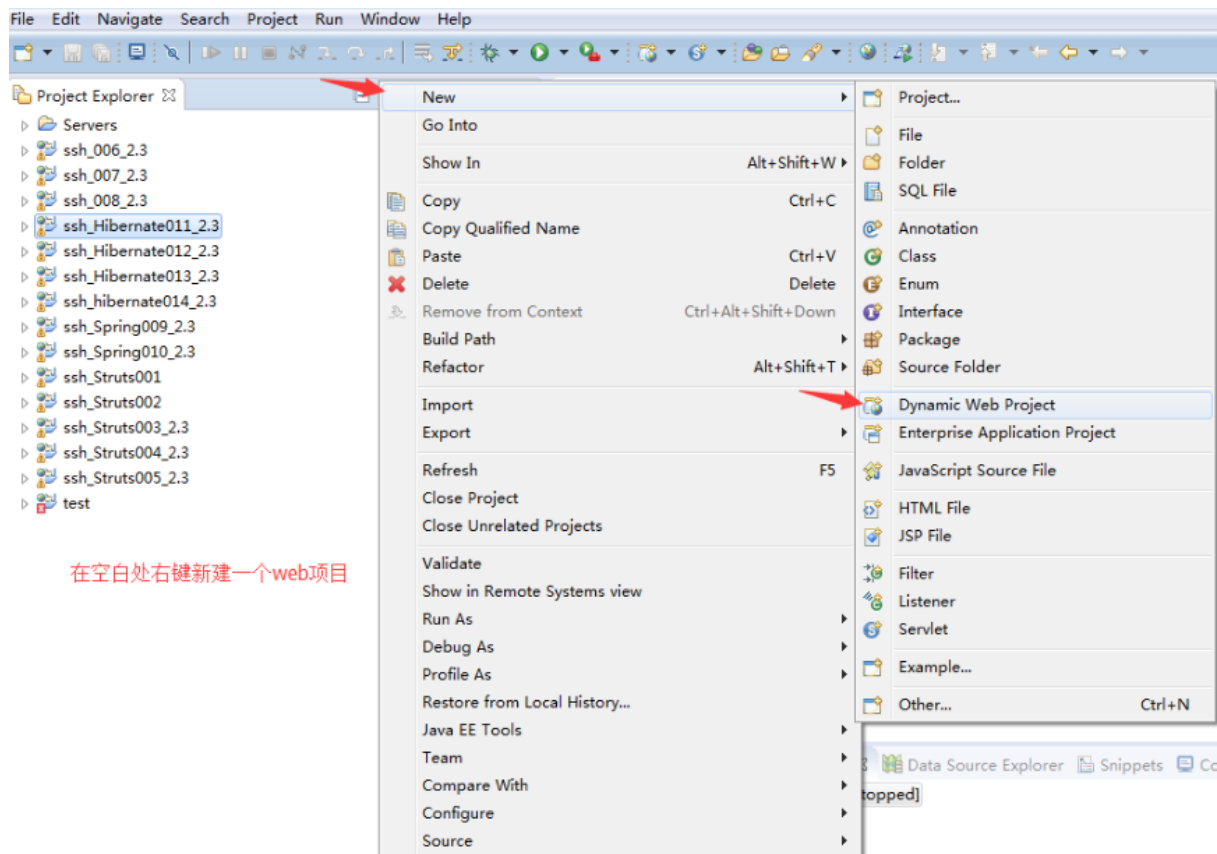 File Edit Navigate Search Project Run Window Help
Project Explorer
Servers
ssh_006_2.3
ssh_007_2.3
ssh_008_2.3
ssh_Hibernate011_2.3
ssh_Hibernate012_2.3
ssh_Hibernate013_2.3
ssh_hibernate014_2.3
ssh_Spring009_2.3
ssh_Spring010_2.3
ssh_Struts001
ssh_Struts002
ssh_Struts003_2.3
ssh_Struts004_2.3
ssh_Struts005_2.3
test
在空白处右键新建一个web项目
New
Go Into
Show In Alt+Shift+W
Copy Ctrl+C
Copy Qualified Name
Paste Ctrl+V
Delete Delete
Remove from Context Ctrl+Alt+Shift+Down
Build Path
Refactor Alt+Shift+T
Import
Export
Refresh F5
Close Project
Close Unrelated Projects
Validate
Show in Remote Systems view
Run As
Debug As
Profile As
Restore from Local History...
Java EE Tools
Team
Compare With
Configure
Source
Project...
File
Folder
SQL File
Annotation
Class
Enum
Interface
Package
Source Folder
Dynamic Web Project
Enterprise Application Project
JavaScript Source File
HTML File
JSP File
Filter
Listener
Servlet
Example...
Other... Ctrl+N
Data Source Explorer Snippets Co
topped]